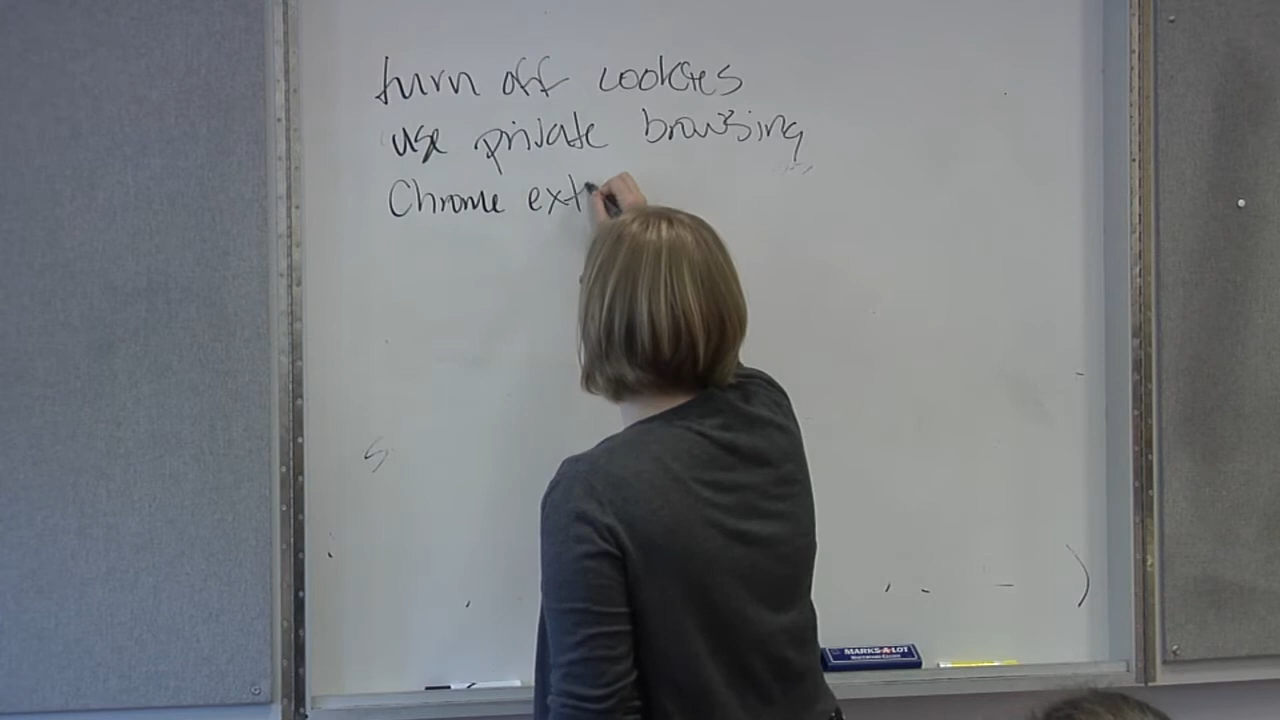 turn off cookies
use private browsing
Chrome ext
MARKS-A-LOT